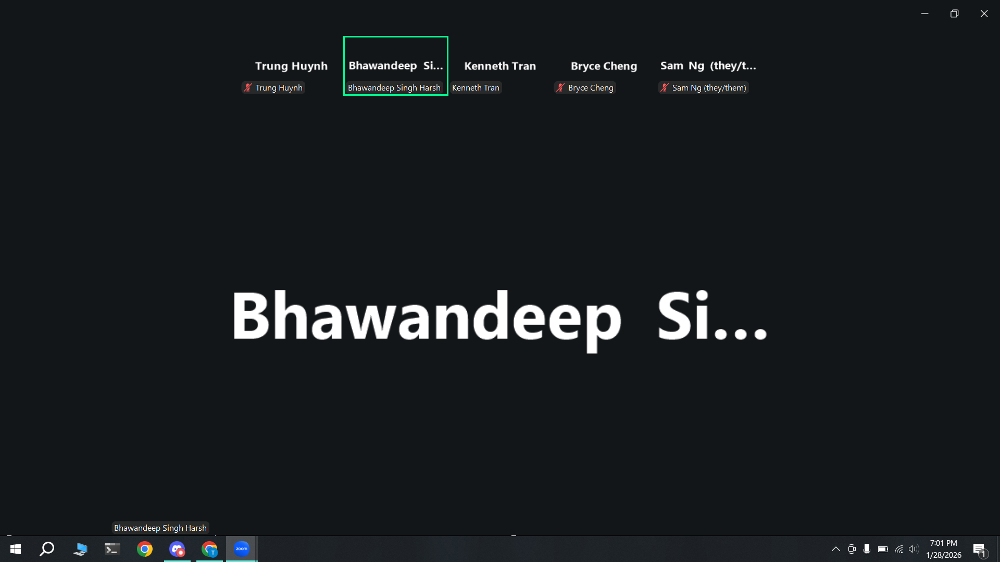 Trung Huynh
Bhawandeep Si...
Kenneth Tran
Bryce Cheng
Sam Ng (they/t...
Trung Huynh
Bhawandeep Singh Harsh
Kenneth Tran
Bryce Cheng
Sam Ng (they/them)
Bhawandeep Si...
Bhawandeep Singh Harsh
T
zoom
7:01 PM
1/28/2026
1